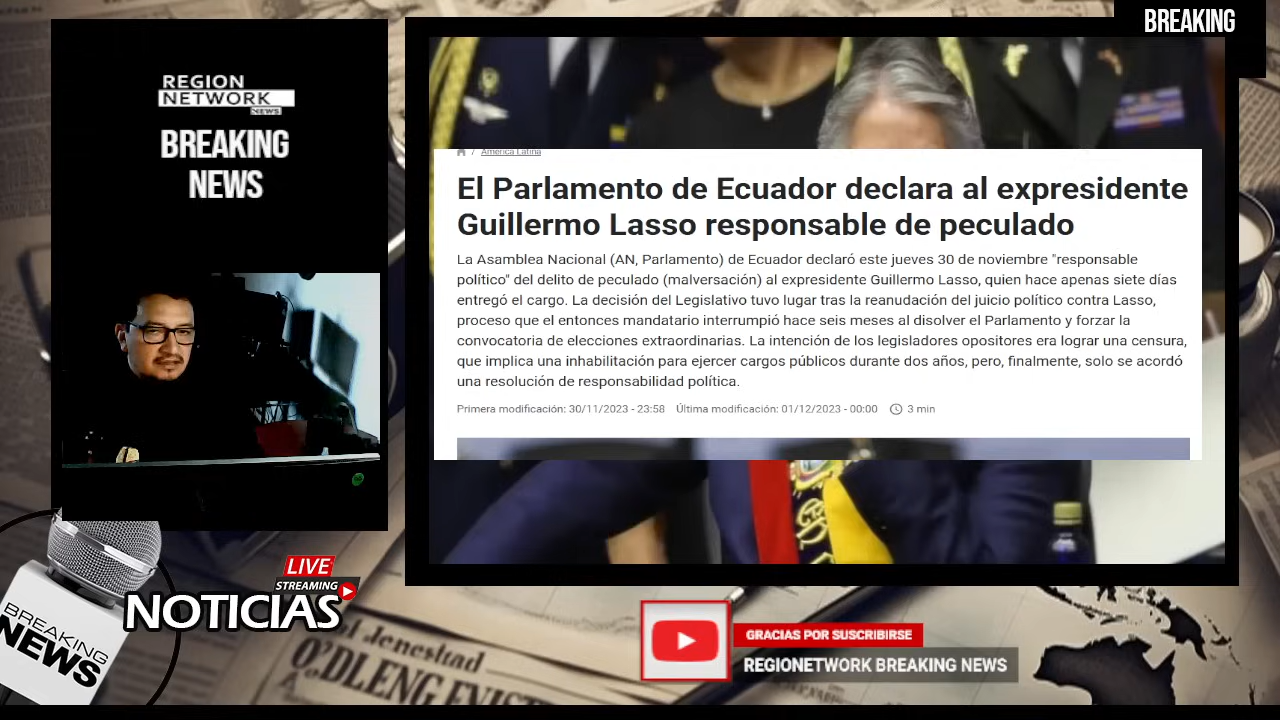 BREAKING
REGION
NETWORK
NEWS
BREAKING
NEWS
América Latina
El Parlamento de Ecuador declara al expresidente
Guillermo Lasso responsable de peculado
La Asamblea Nacional (AN, Parlamento) de Ecuador declaró este jueves 30 de noviembre "responsable
político" del delito de peculado (malversación) al expresidente Guillermo Lasso, quien hace apenas siete días
entregó el cargo. La decisión del Legislativo tuvo lugar tras la reanudación del juicio político contra Lasso,
proceso que el entonces mandatario interrumpió hace seis meses al disolver el Parlamento y forzar la
convocatoria de elecciones extraordinarias. La intención de los legisladores opositores era lograr una censura,
que implica una inhabilitación para ejercer cargos públicos durante dos años, pero, finalmente, solo se acordó
una resolución de responsabilidad política.
Primera modificación: 30/11/2023 - 23:58 Última modificación: 01/12/2023 - 00:00 3 min
LIVE
STREAMING
NOTICIAS
BREAKING
NEWS
GRACIAS POR SUSCRIBIRSE
REGIONETWORK BREAKING NEWS